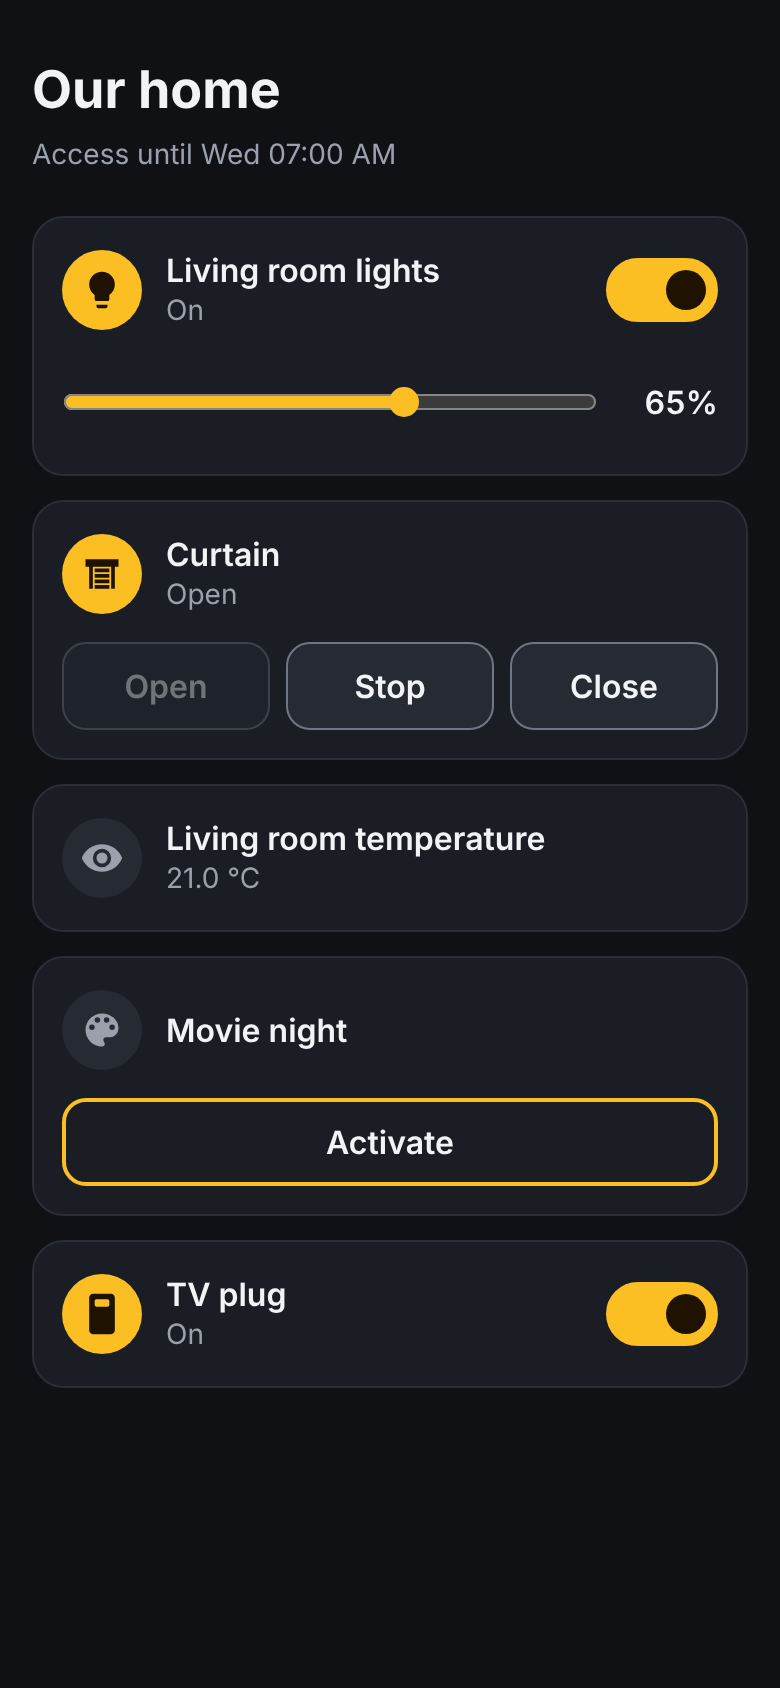 Our home
Access until Wed 07:00 AM
Living room lights
On
65%
Curtain
Open
Open Stop Close
Living room temperature
21.0 °C
Movie night
Activate
TV plug
On